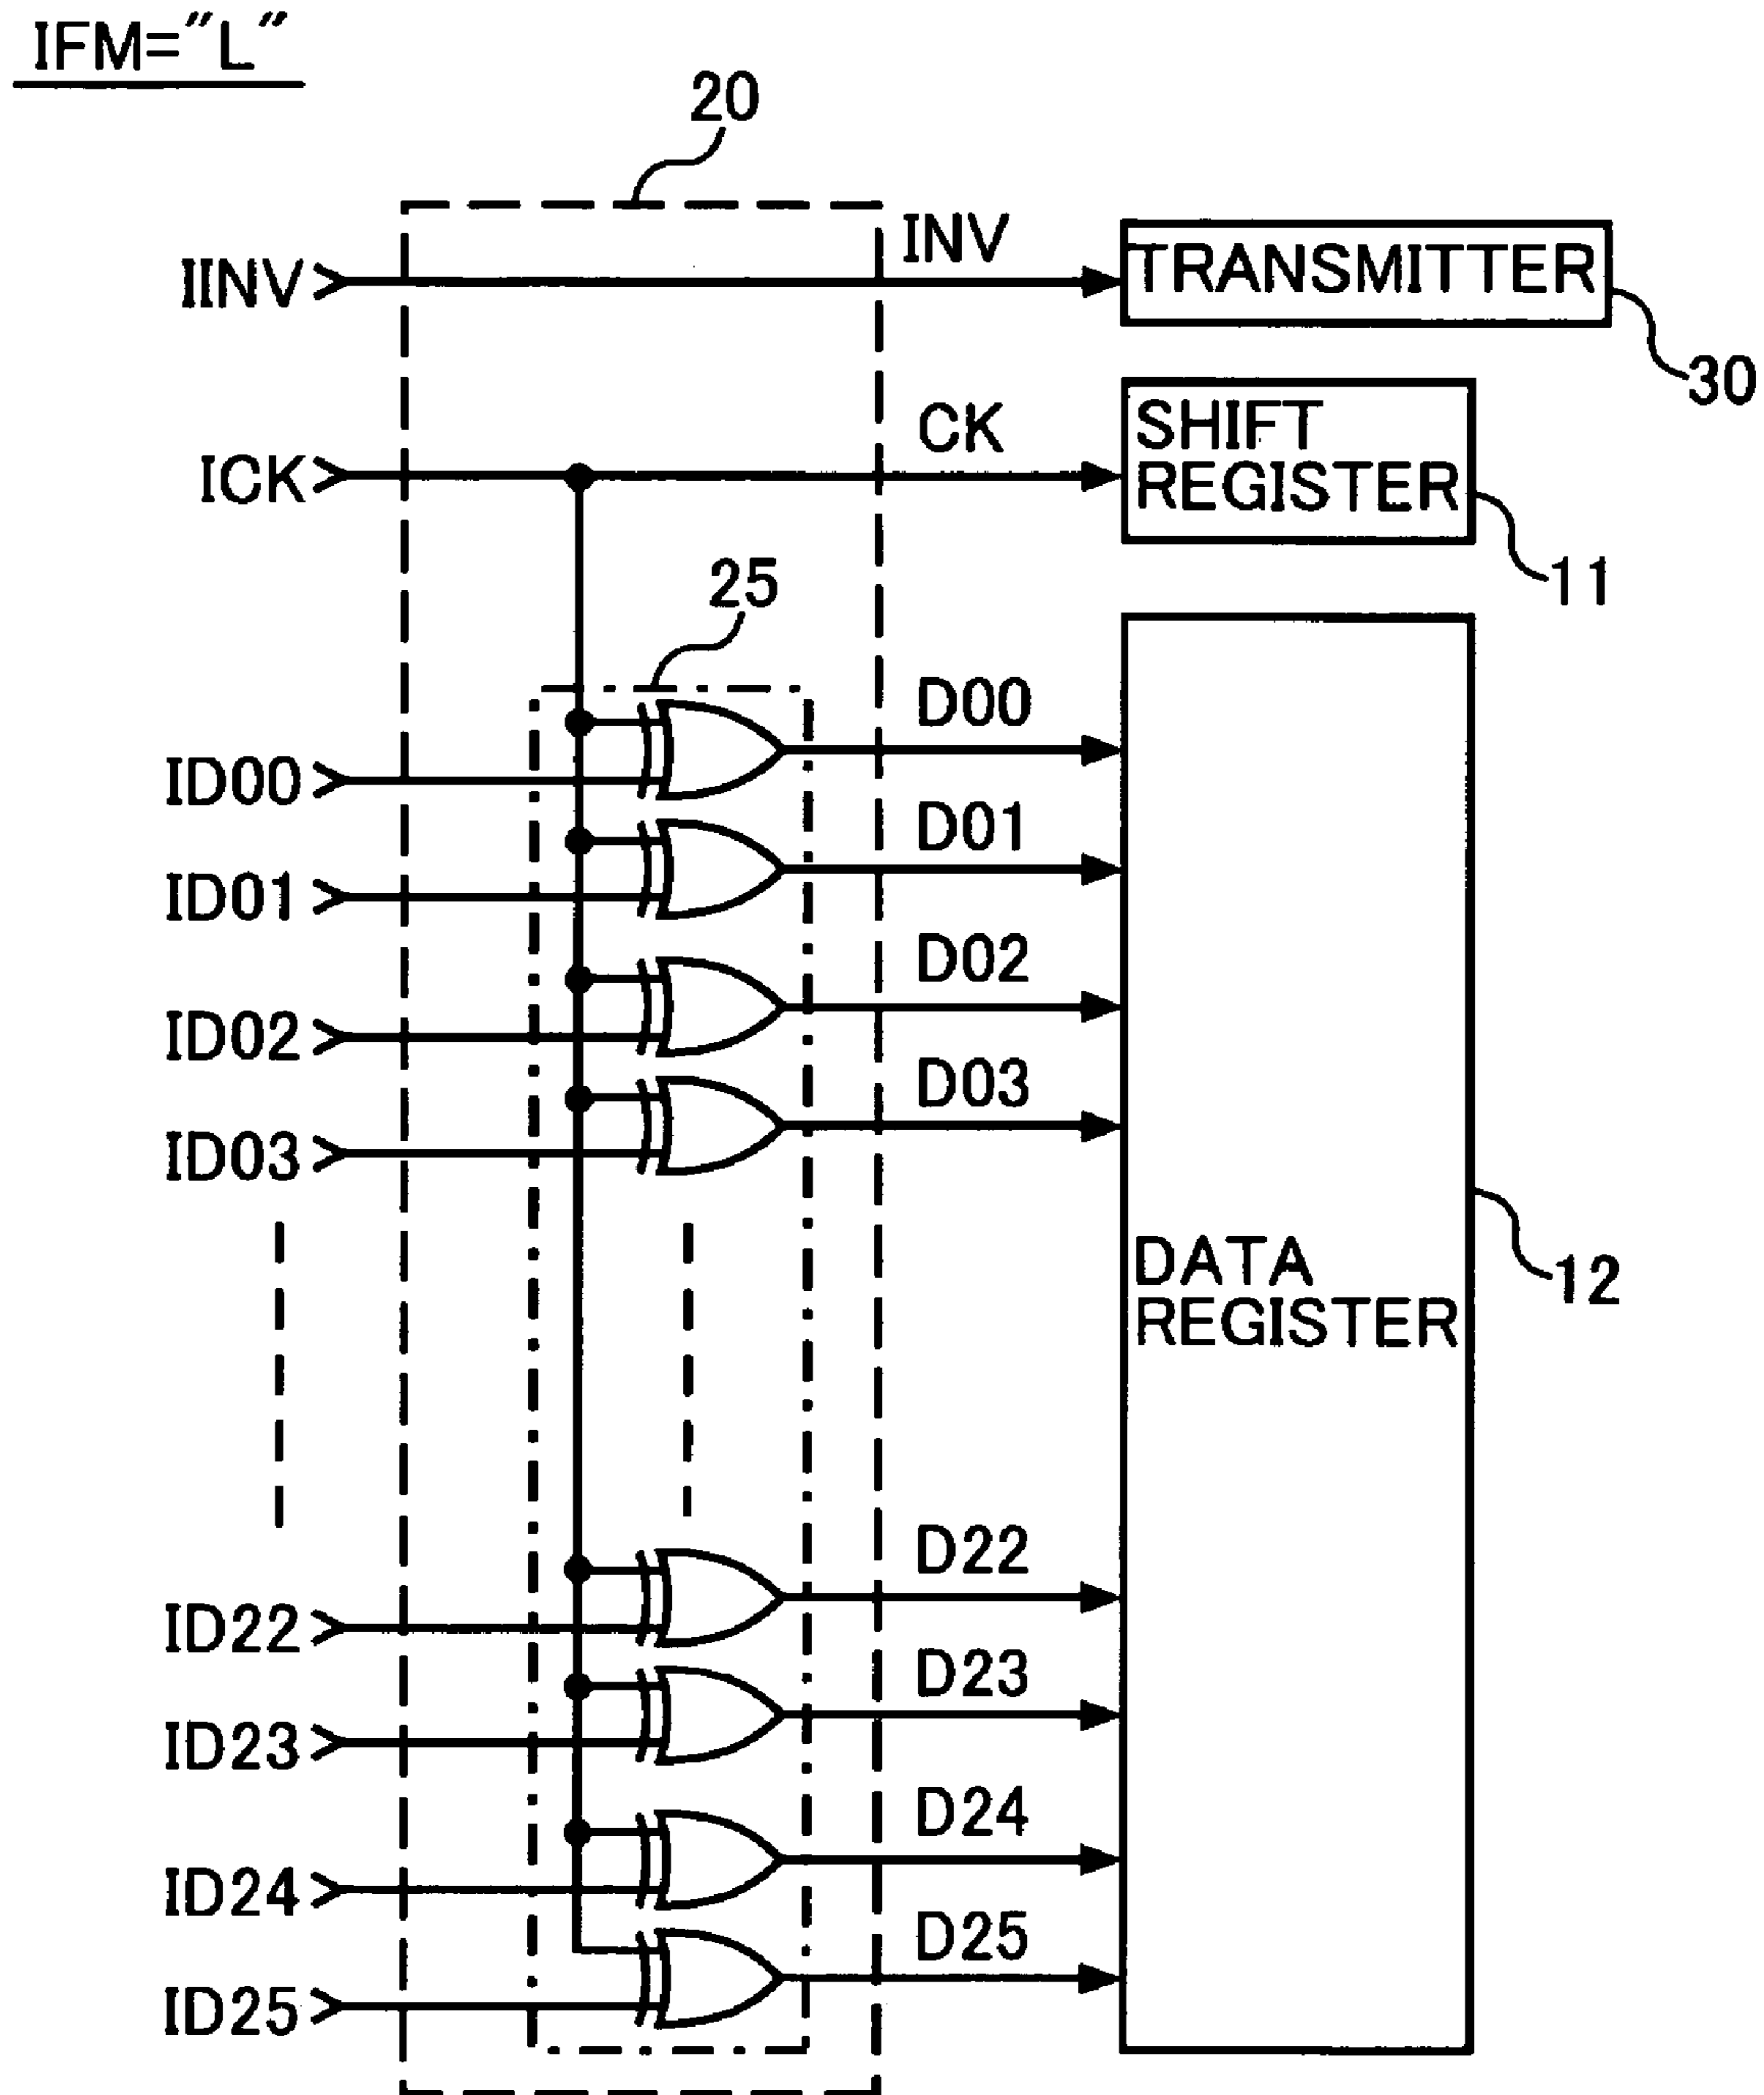 IFM="L"
20
IINV
INV
TRANSMITTER
30
ICK
CK
SHIFT
REGISTER
11
25
ID00
D00
ID01
D01
ID02
D02
ID03
D03
DATA
REGISTER
12
ID22
D22
ID23
D23
ID24
D24
ID25
D25